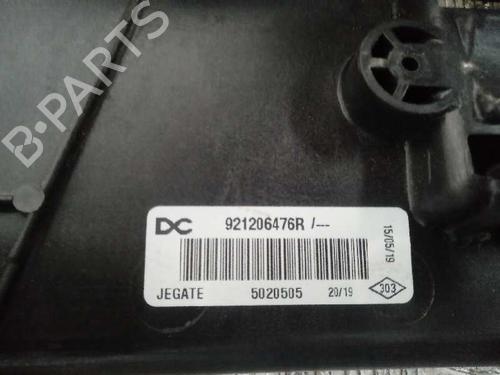 B-PARTS
DC 921206476R /---
15/05/19
JEGATE 5020505 20/19 303